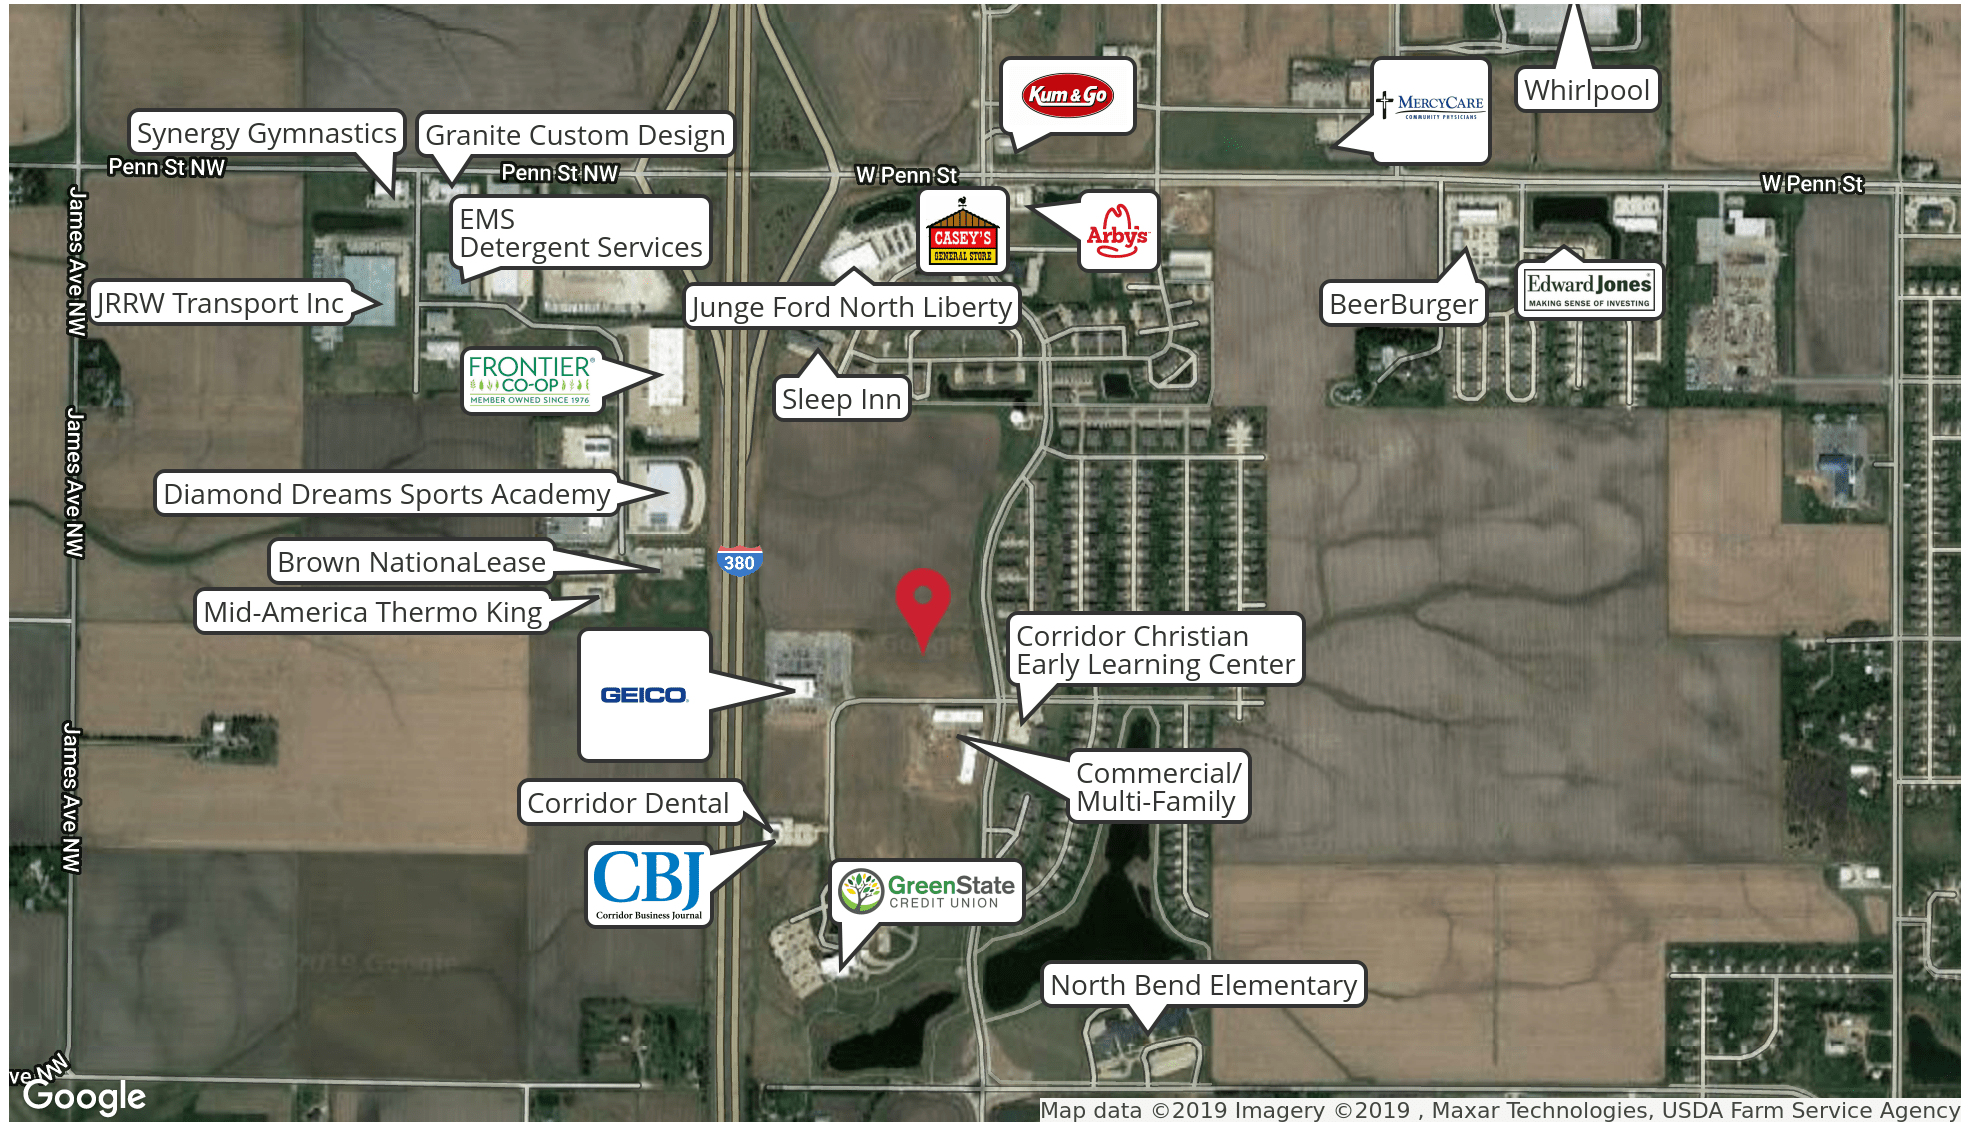 Whirlpool
Kum & Go
MERCYCARE
COMMUNITY PHYSICIANS
Synergy Gymnastics
Granite Custom Design
Penn St NW
Penn St NW
W Penn St
W Penn St
James Ave NW
EMS
Detergent Services
CASEY'S
GENERAL STORE
Arby's
JRRW Transport Inc
Junge Ford North Liberty
BeerBurger
Edward Jones®
MAKING SENSE OF INVESTING
FRONTIER®
CO-OP
MEMBER OWNED SINCE 1976
Sleep Inn
James Ave NW
Diamond Dreams Sports Academy
Brown NationaLease
380
Mid-America Thermo King
Corridor Christian
Early Learning Center
GEICO
James Ave NW
Commercial/
Multi-Family
Corridor Dental
CBJ
Corridor Business Journal
GreenState
CREDIT UNION
North Bend Elementary
ve NW
Google
Map data ©2019 Imagery ©2019 , Maxar Technologies, USDA Farm Service Agency